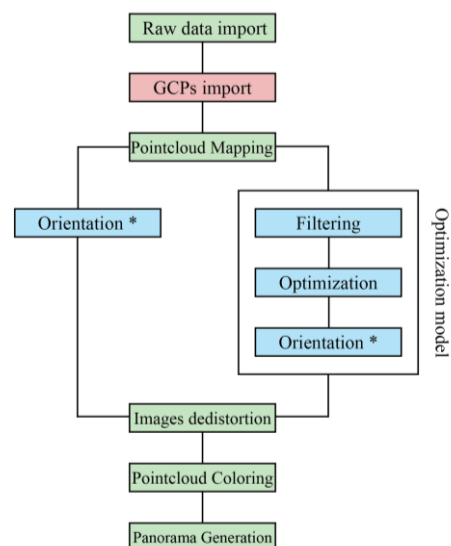 Raw data import
GCPs import
Pointcloud Mapping
Orientation *
Filtering
Optimization
Orientation *
Optimization model
Images dedistortion
Pointcloud Coloring
Panorama Generation